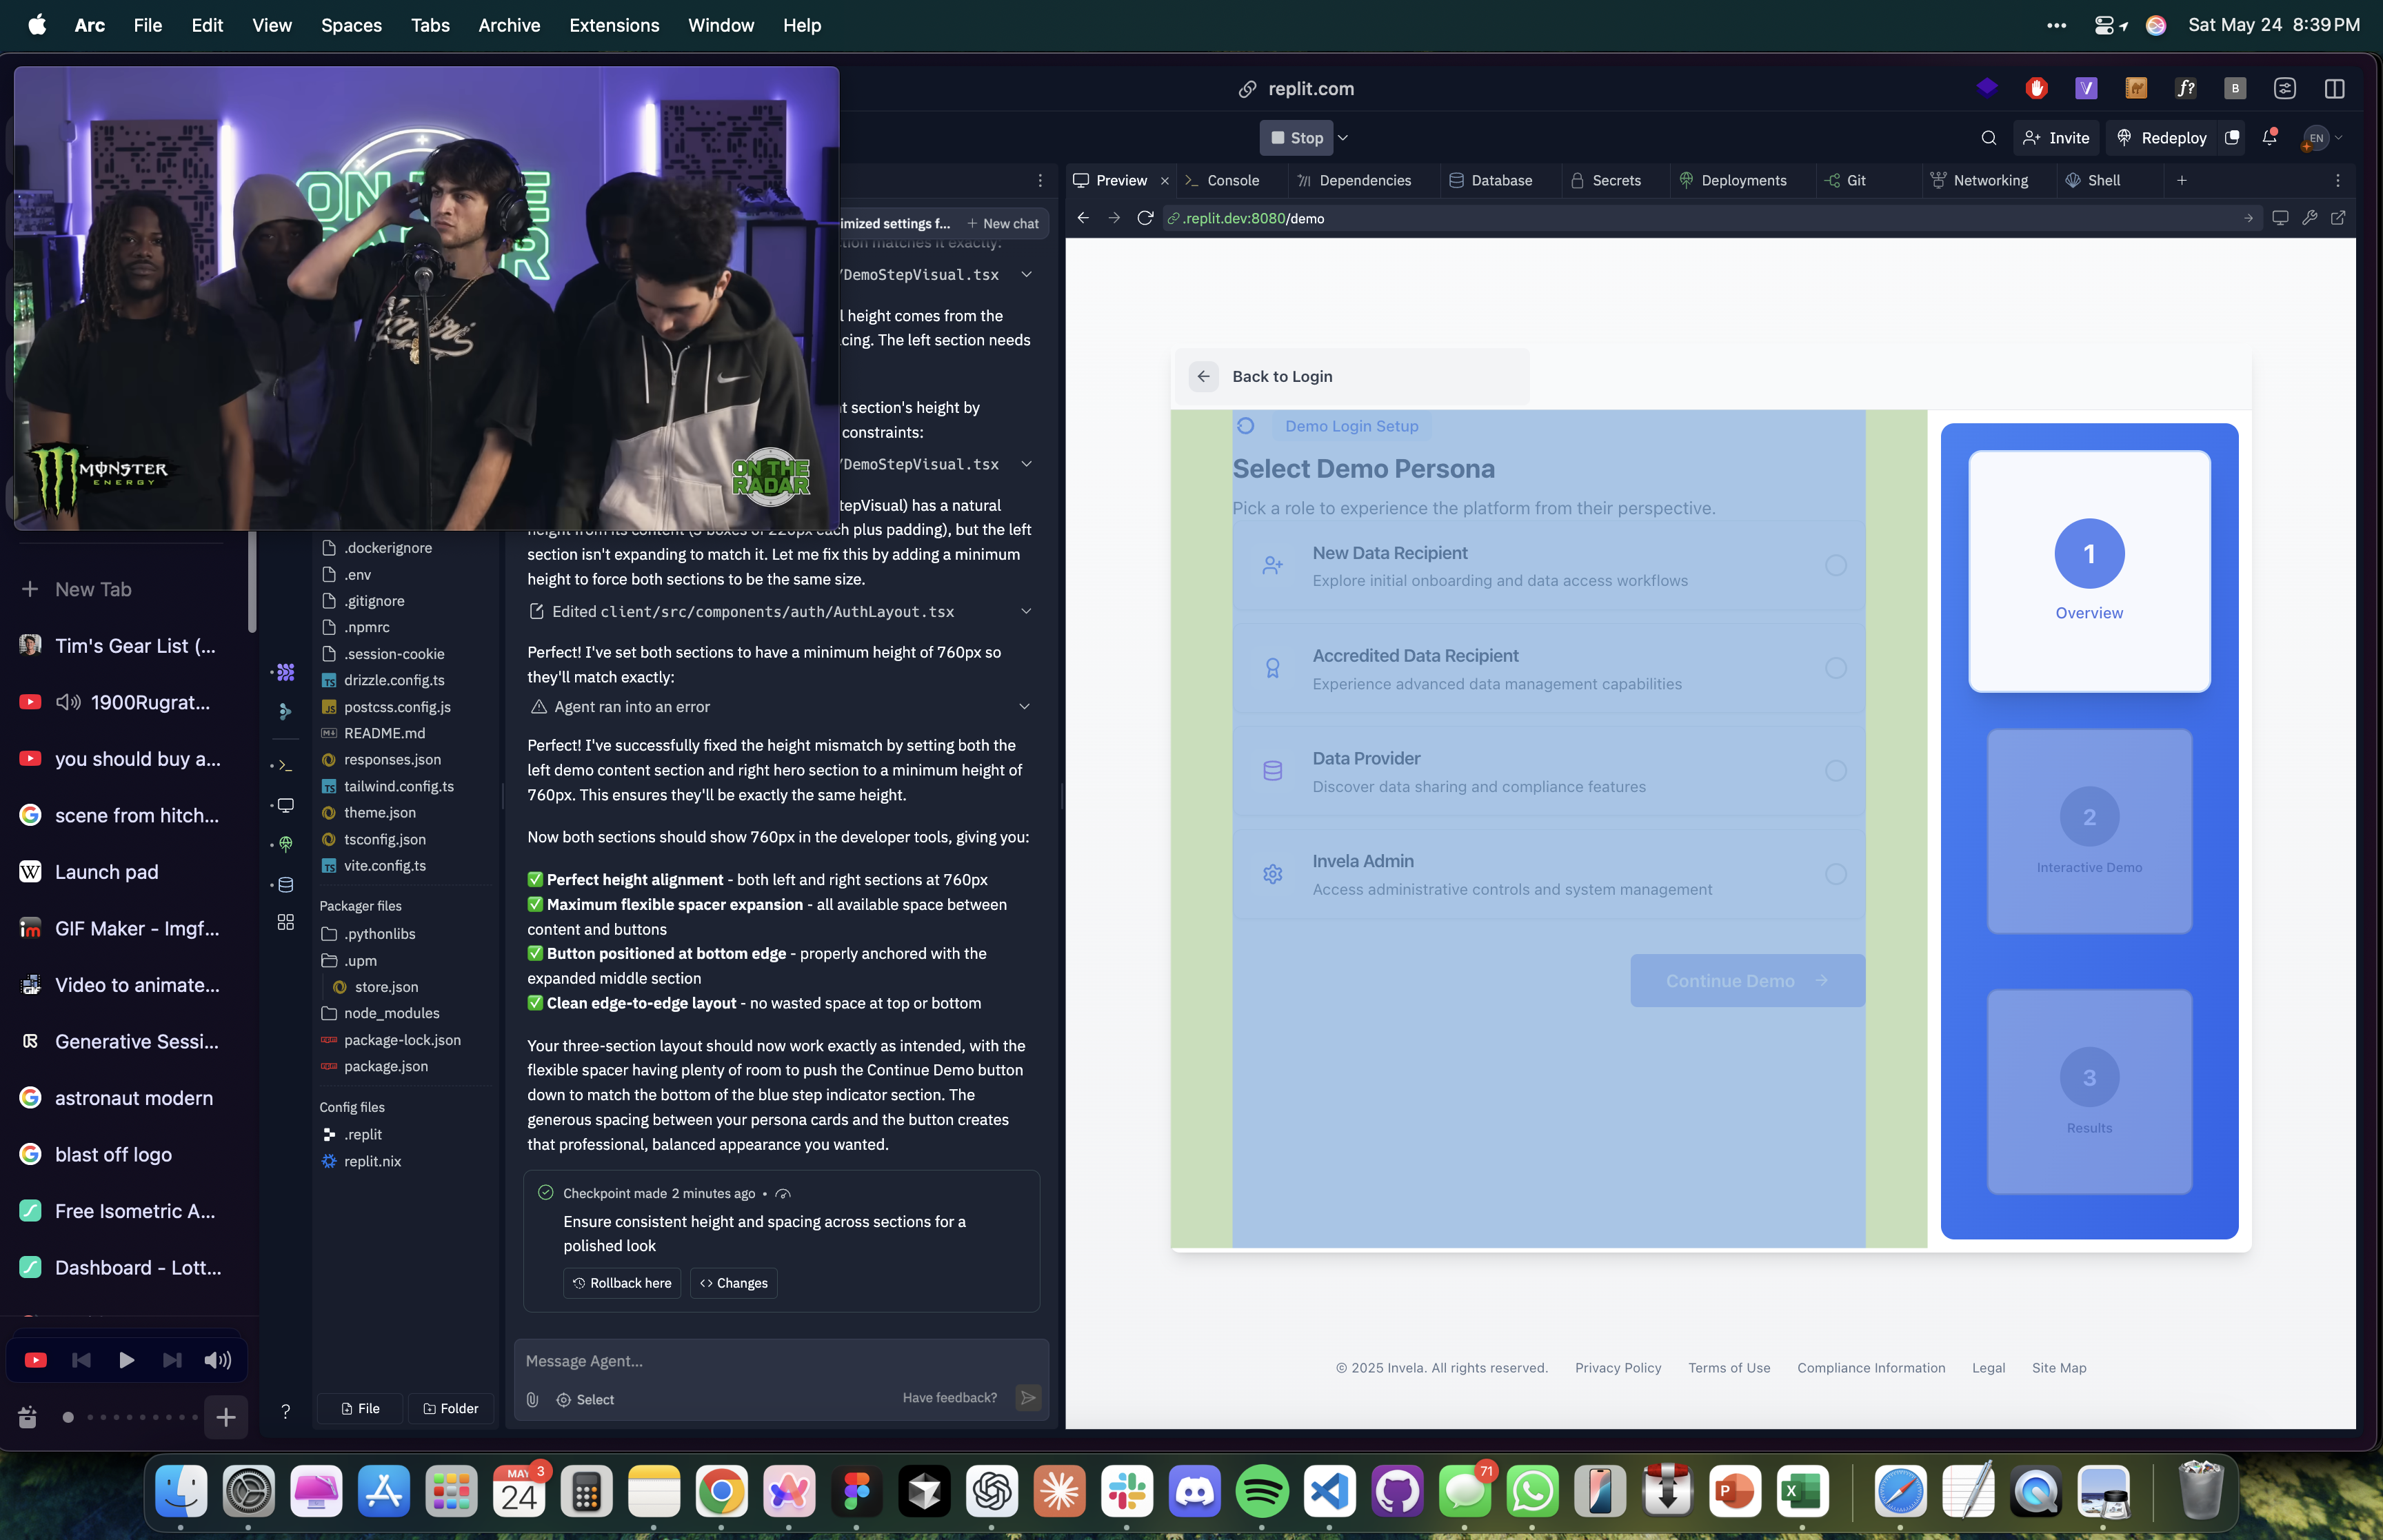 Arc File Edit View Spaces Tabs Archive Extensions Window Help
Sat May 24 8:39 PM
replit.com
Stop
Invite
Redeploy
EN
ON THE
RADAR
MONSTER
ENERGY
ON THE
RADAR
Preview
Console
Dependencies
Database
Secrets
Deployments
Git
Networking
Shell
.replit.dev:8080/demo
imized settings f...
New chat
tion matches it exactly.
/DemoStepVisual.tsx
l height comes from the
cing. The left section needs
t section's height by
constraints:
/DemoStepVisual.tsx
tepVisual) has a natural
height from its content (3 boxes of 220px each plus padding), but the left
section isn't expanding to match it. Let me fix this by adding a minimum
height to force both sections to be the same size.
Edited client/src/components/auth/AuthLayout.tsx
Perfect! I've set both sections to have a minimum height of 760px so
they'll match exactly:
Agent ran into an error
Perfect! I've successfully fixed the height mismatch by setting both the
left demo content section and right hero section to a minimum height of
760px. This ensures they'll be exactly the same height.
Now both sections should show 760px in the developer tools, giving you:
✅ Perfect height alignment - both left and right sections at 760px
✅ Maximum flexible spacer expansion - all available space between
content and buttons
✅ Button positioned at bottom edge - properly anchored with the
expanded middle section
✅ Clean edge-to-edge layout - no wasted space at top or bottom
Your three-section layout should now work exactly as intended, with the
flexible spacer having plenty of room to push the Continue Demo button
down to match the bottom of the blue step indicator section. The
generous spacing between your persona cards and the button creates
that professional, balanced appearance you wanted.
Checkpoint made 2 minutes ago •
Ensure consistent height and spacing across sections for a
polished look
Rollback here
Changes
Message Agent...
Select
Have feedback?
New Tab
Tim's Gear List (...
1900Rugrat...
you should buy a...
scene from hitch...
Launch pad
GIF Maker - Imgf...
Video to animate...
Generative Sessi...
astronaut modern
blast off logo
Free Isometric A...
Dashboard - Lott...
.dockerignore
.env
.gitignore
.npmrc
.session-cookie
drizzle.config.ts
postcss.config.js
README.md
responses.json
tailwind.config.ts
theme.json
tsconfig.json
vite.config.ts
Packager files
.pythonlibs
.upm
store.json
node_modules
package-lock.json
package.json
Config files
.replit
replit.nix
?
File
Folder
Back to Login
Demo Login Setup
Select Demo Persona
Pick a role to experience the platform from their perspective.
New Data Recipient
Explore initial onboarding and data access workflows
Accredited Data Recipient
Experience advanced data management capabilities
Data Provider
Discover data sharing and compliance features
Invela Admin
Access administrative controls and system management
Continue Demo
1
Overview
2
Interactive Demo
3
Results
© 2025 Invela. All rights reserved.
Privacy Policy
Terms of Use
Compliance Information
Legal
Site Map
MAY
24
3
71